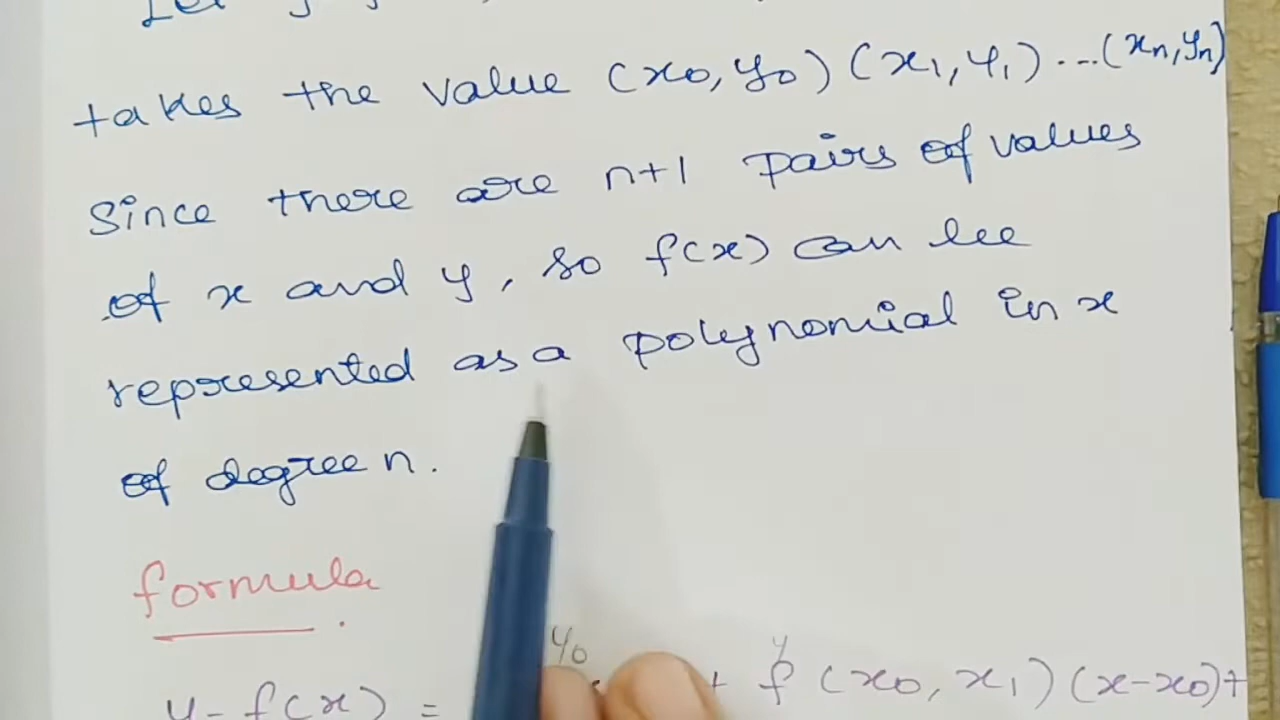 Let
takes the value (x0, y0) (x1, y1) ... (xn, yn)
Since there are n+1 pairs of values
of x and y, so f(x) can be
represented as a polynomial in x
of degree n.
formula
y0 y
y = f(x) = + f (x0, x1) (x-x0) +